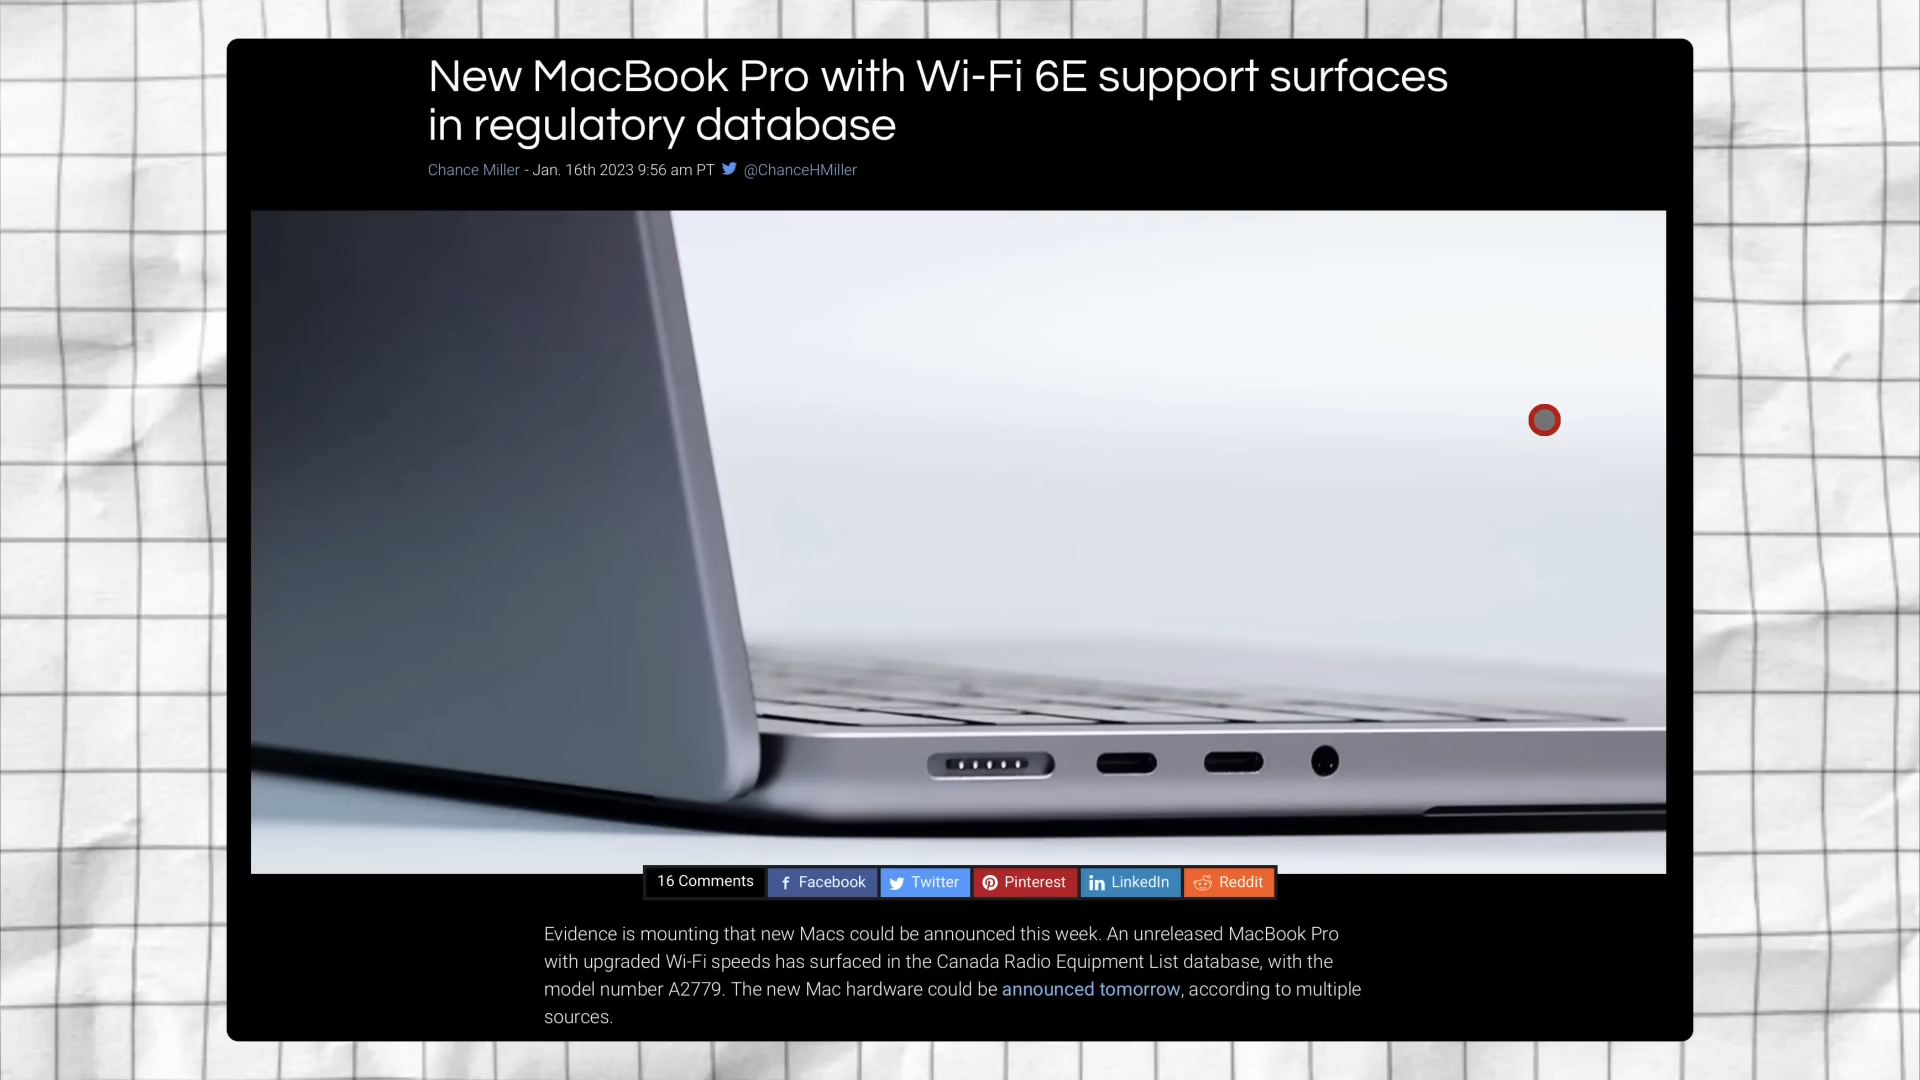 New MacBook Pro with Wi-Fi 6E support surfaces
in regulatory database
Chance Miller - Jan. 16th 2023 9:56 am PT @ChanceHMiller
16 Comments Facebook Twitter Pinterest LinkedIn Reddit
Evidence is mounting that new Macs could be announced this week. An unreleased MacBook Pro
with upgraded Wi-Fi speeds has surfaced in the Canada Radio Equipment List database, with the
model number A2779. The new Mac hardware could be announced tomorrow, according to multiple
sources.